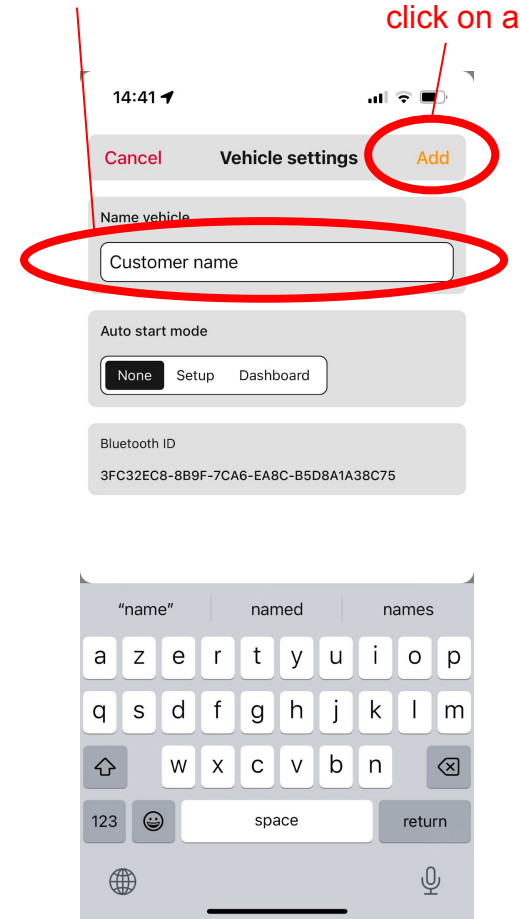 click on a
14:41
Cancel Vehicle settings Add
Name vehicle
Customer name
Auto start mode
None Setup Dashboard
Bluetooth ID
3FC32EC8-8B9F-7CA6-EA8C-B5D8A1A38C75
“name” named names
a z e r t y u i o p
q s d f g h j k l m
w x c v b n
123 space return